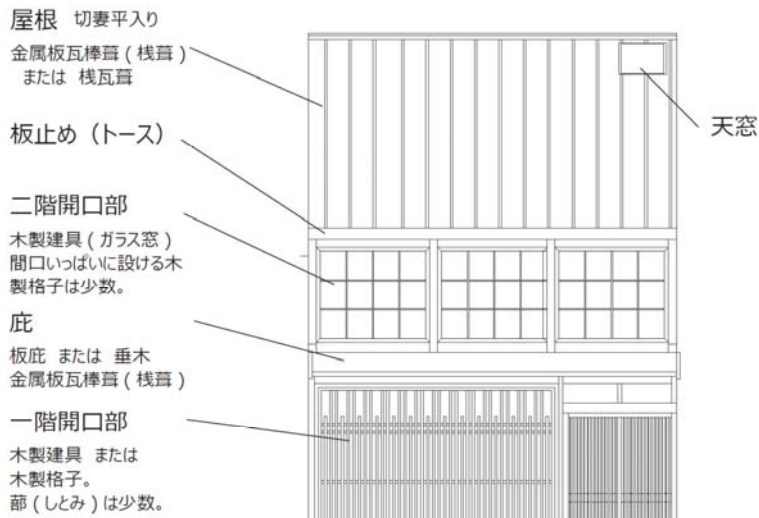 屋根 切妻平入り
金属板瓦棒葺 ( 桟葺 )
または 桟瓦葺
板止め（トース）
天窓
二階開口部
木製建具 ( ガラス窓 )
間口いっぱいに設ける木
製格子は少数。
庇
板庇 または 垂木
金属板瓦棒葺 ( 桟葺 )
一階開口部
木製建具 または
木製格子。
蔀 ( しとみ ) は少数。